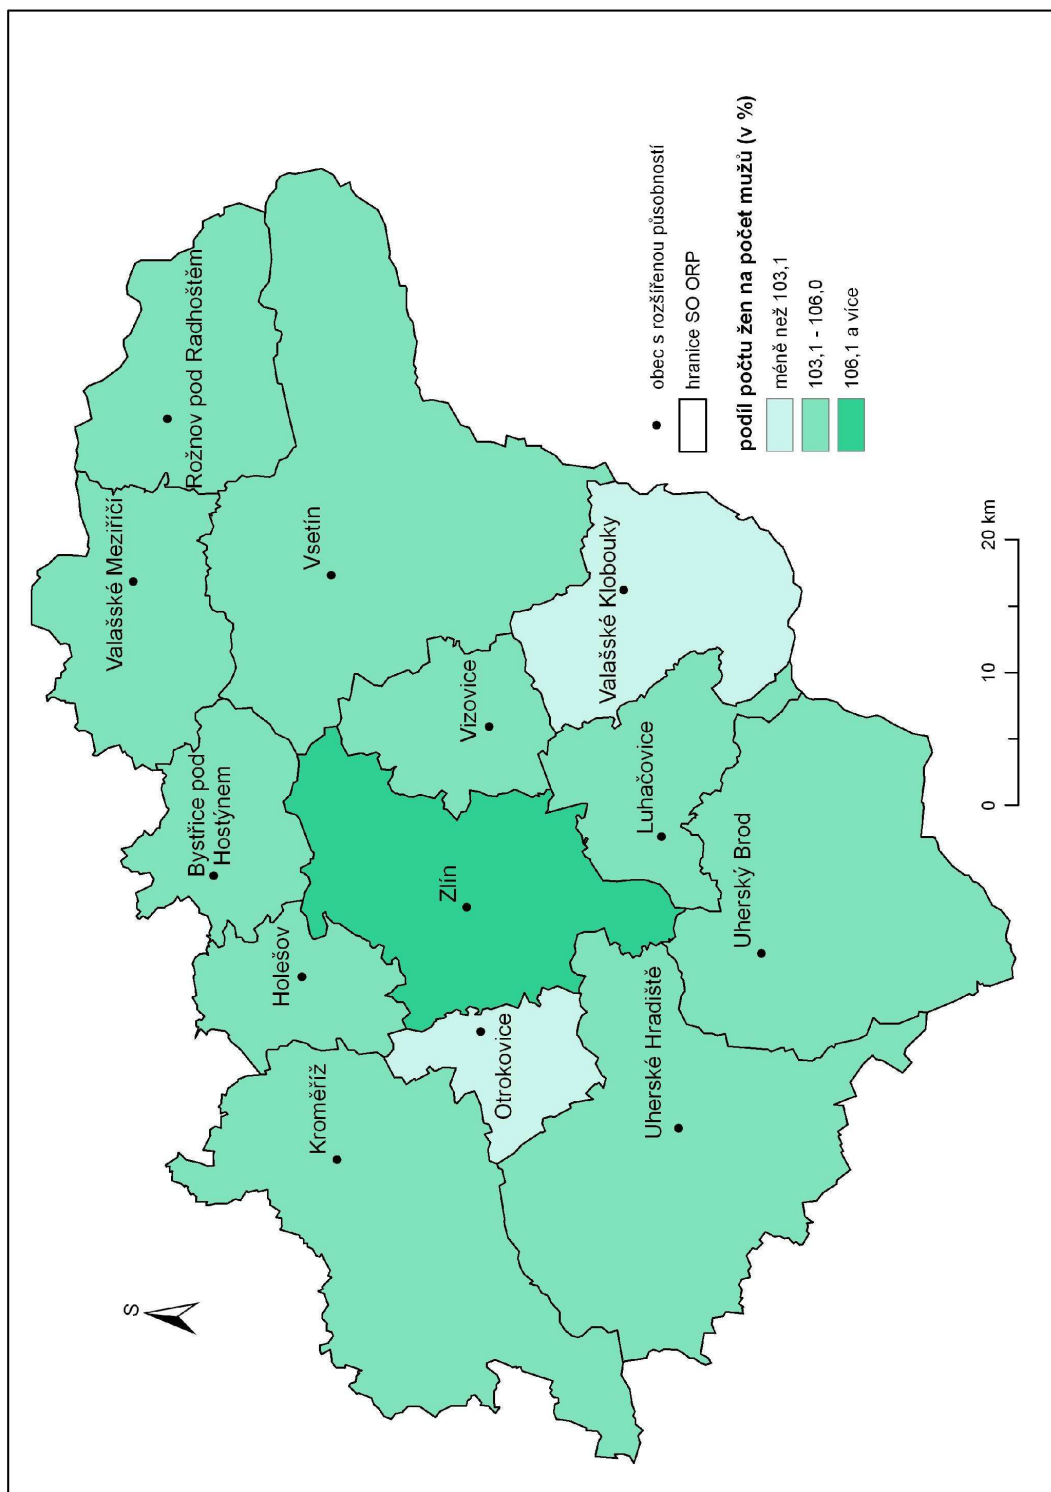 S
Rožnov pod Radhoštěm
Valašské Meziříčí
Bystřice pod
Hostýnem
Vsetín
Holešov
Kroměříž
Zlín
Vizovice
Otrokovice
Valašské Klobouky
Luhačovice
Uherské Hradiště
Uherský Brod
obec s rozšířenou působností
hranice SO ORP
podíl počtu žen na počet mužů (v %)
méně než 103,1
103,1 - 106,0
106,1 a více
0 10 20 km